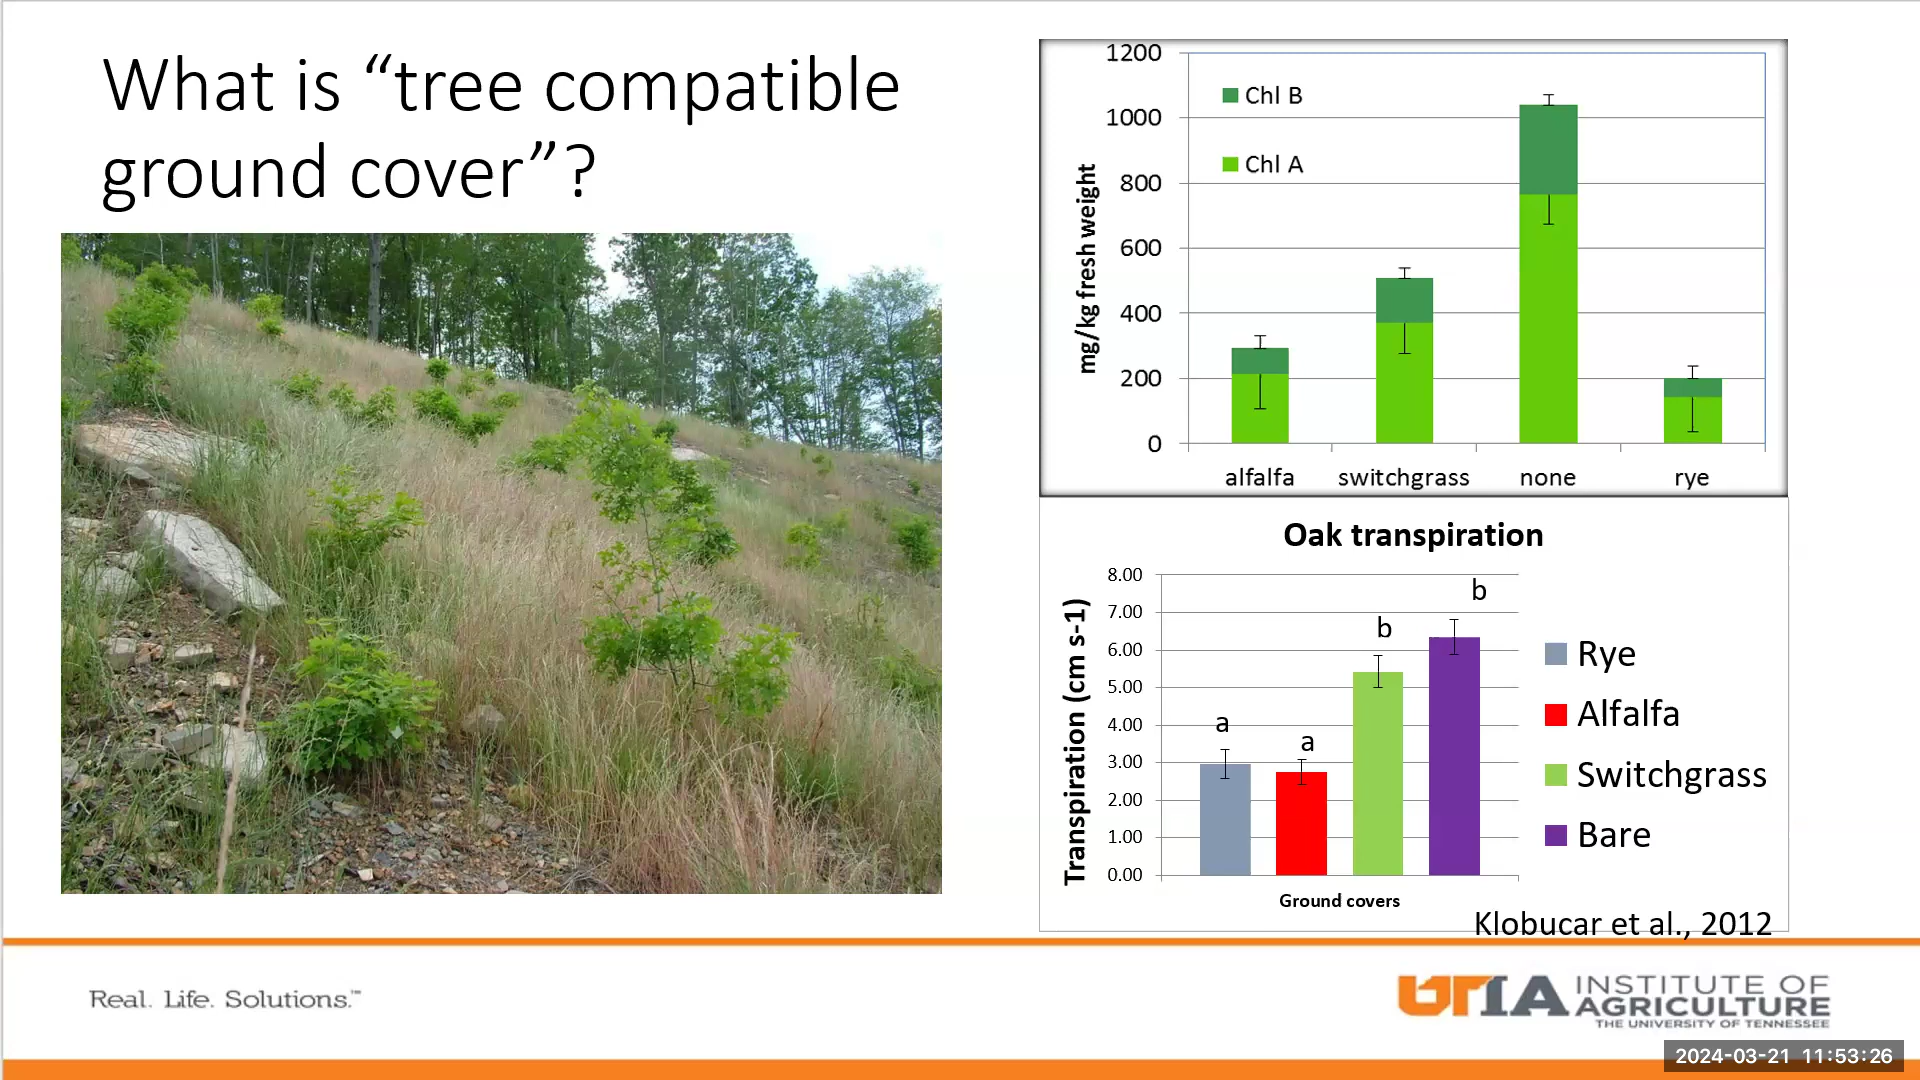 What is “tree compatible
ground cover”?
1200
1000
800
600
400
200
0
mg/kg fresh weight
Chl B
Chl A
alfalfa switchgrass none rye
Oak transpiration
8.00
7.00
6.00
5.00
4.00
3.00
2.00
1.00
0.00
Transpiration (cm s-1)
a
a
b
b
Ground covers
Rye
Alfalfa
Switchgrass
Bare
Klobucar et al., 2012
Real. Life. Solutions.™
UTIA INSTITUTE OF
AGRICULTURE
THE UNIVERSITY OF TENNESSEE
2024-03-21 11:53:26